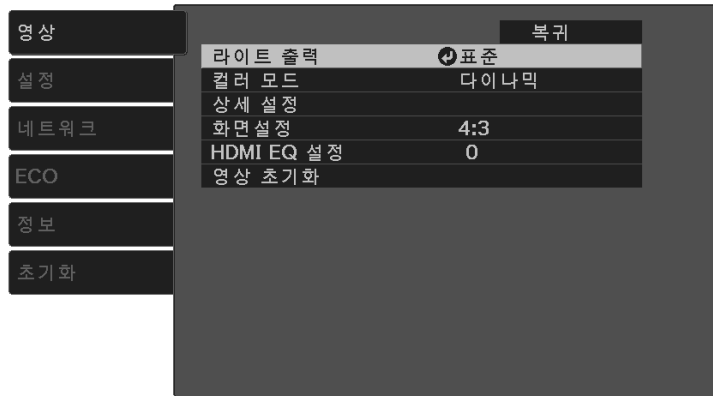 영상
설정
네트워크
ECO
정보
초기화
복귀
라이트 출력 표준
컬러 모드 다이나믹
상세 설정
화면설정 4:3
HDMI EQ 설정 0
영상 초기화